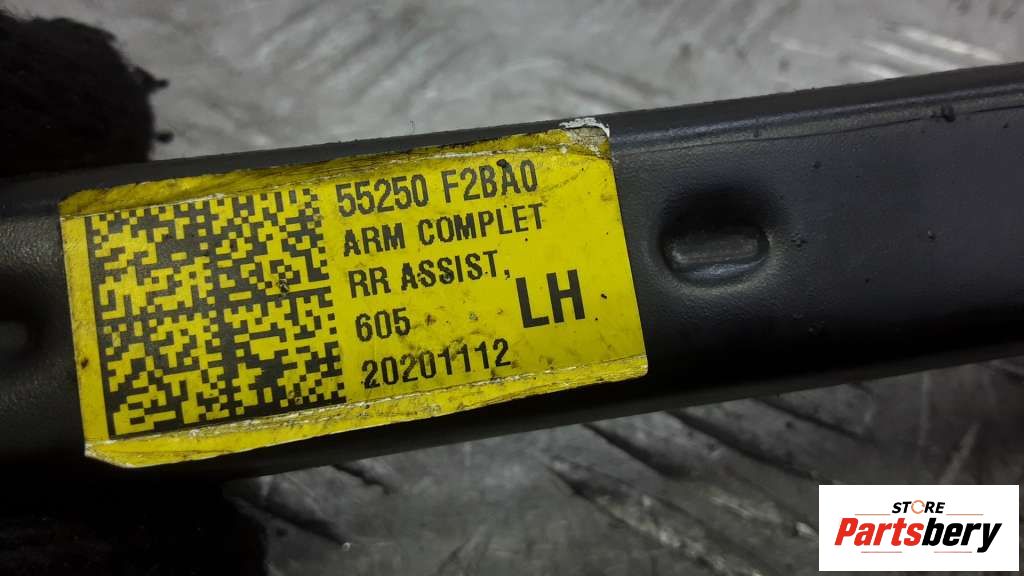 55250 F2BA0
ARM COMPLET
RR ASSIST,
605 LH
20201112
STORE
Partsbery